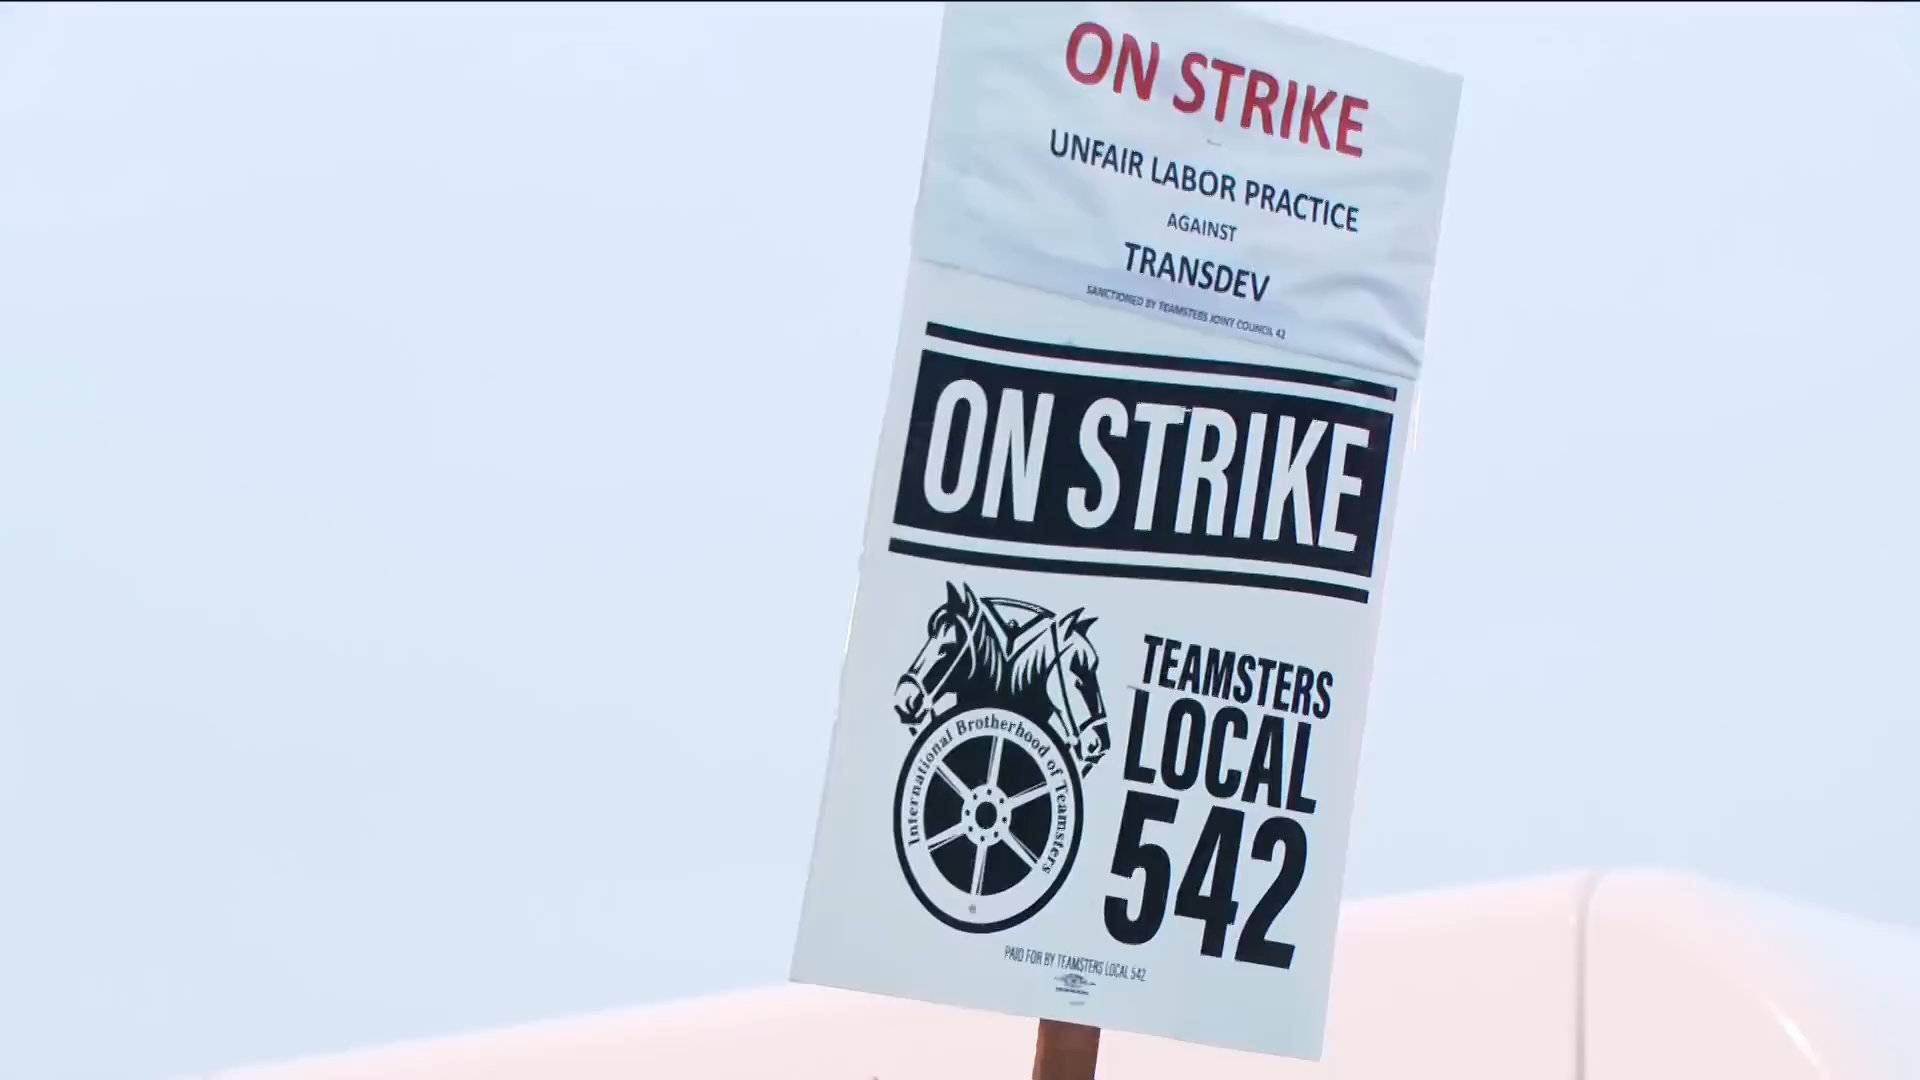 ON STRIKE
UNFAIR LABOR PRACTICE
AGAINST
TRANSDEV
SANCTIONED BY TEAMSTERS JOINT COUNCIL 42
ON STRIKE
International Brotherhood of Teamsters
®
TEAMSTERS
LOCAL
542
PAID FOR BY TEAMSTERS LOCAL 542